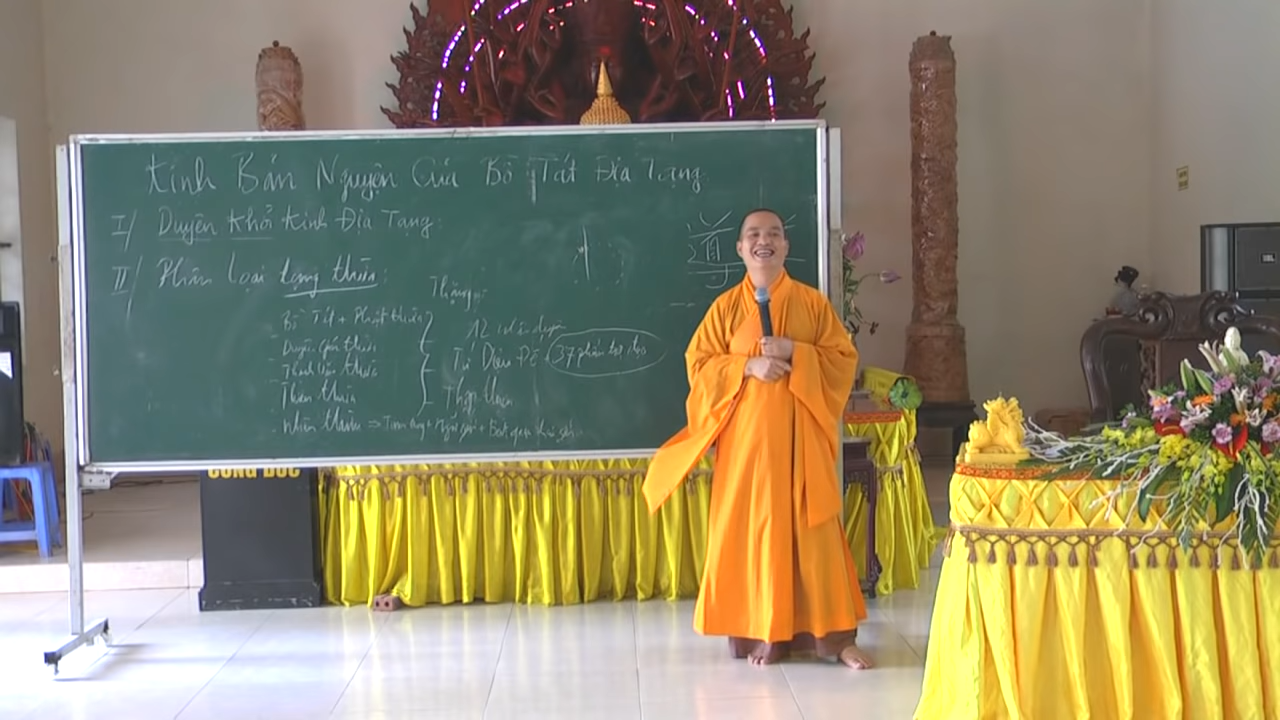 Kinh Bản Nguyện Của Bồ Tát Địa Tạng
I/ Duyên Khởi Kinh Địa Tạng:
II/ Phân loại tạng thừa:
Bồ Tát + Phật thừa
Duyên Giác thừa
Thanh Văn thừa
Thiên thừa
Nhân thừa
12 nhân duyên
Tứ Diệu Đế
37 phẩm trợ đạo
Thập thiện
CÔNG ĐỨC
JBL